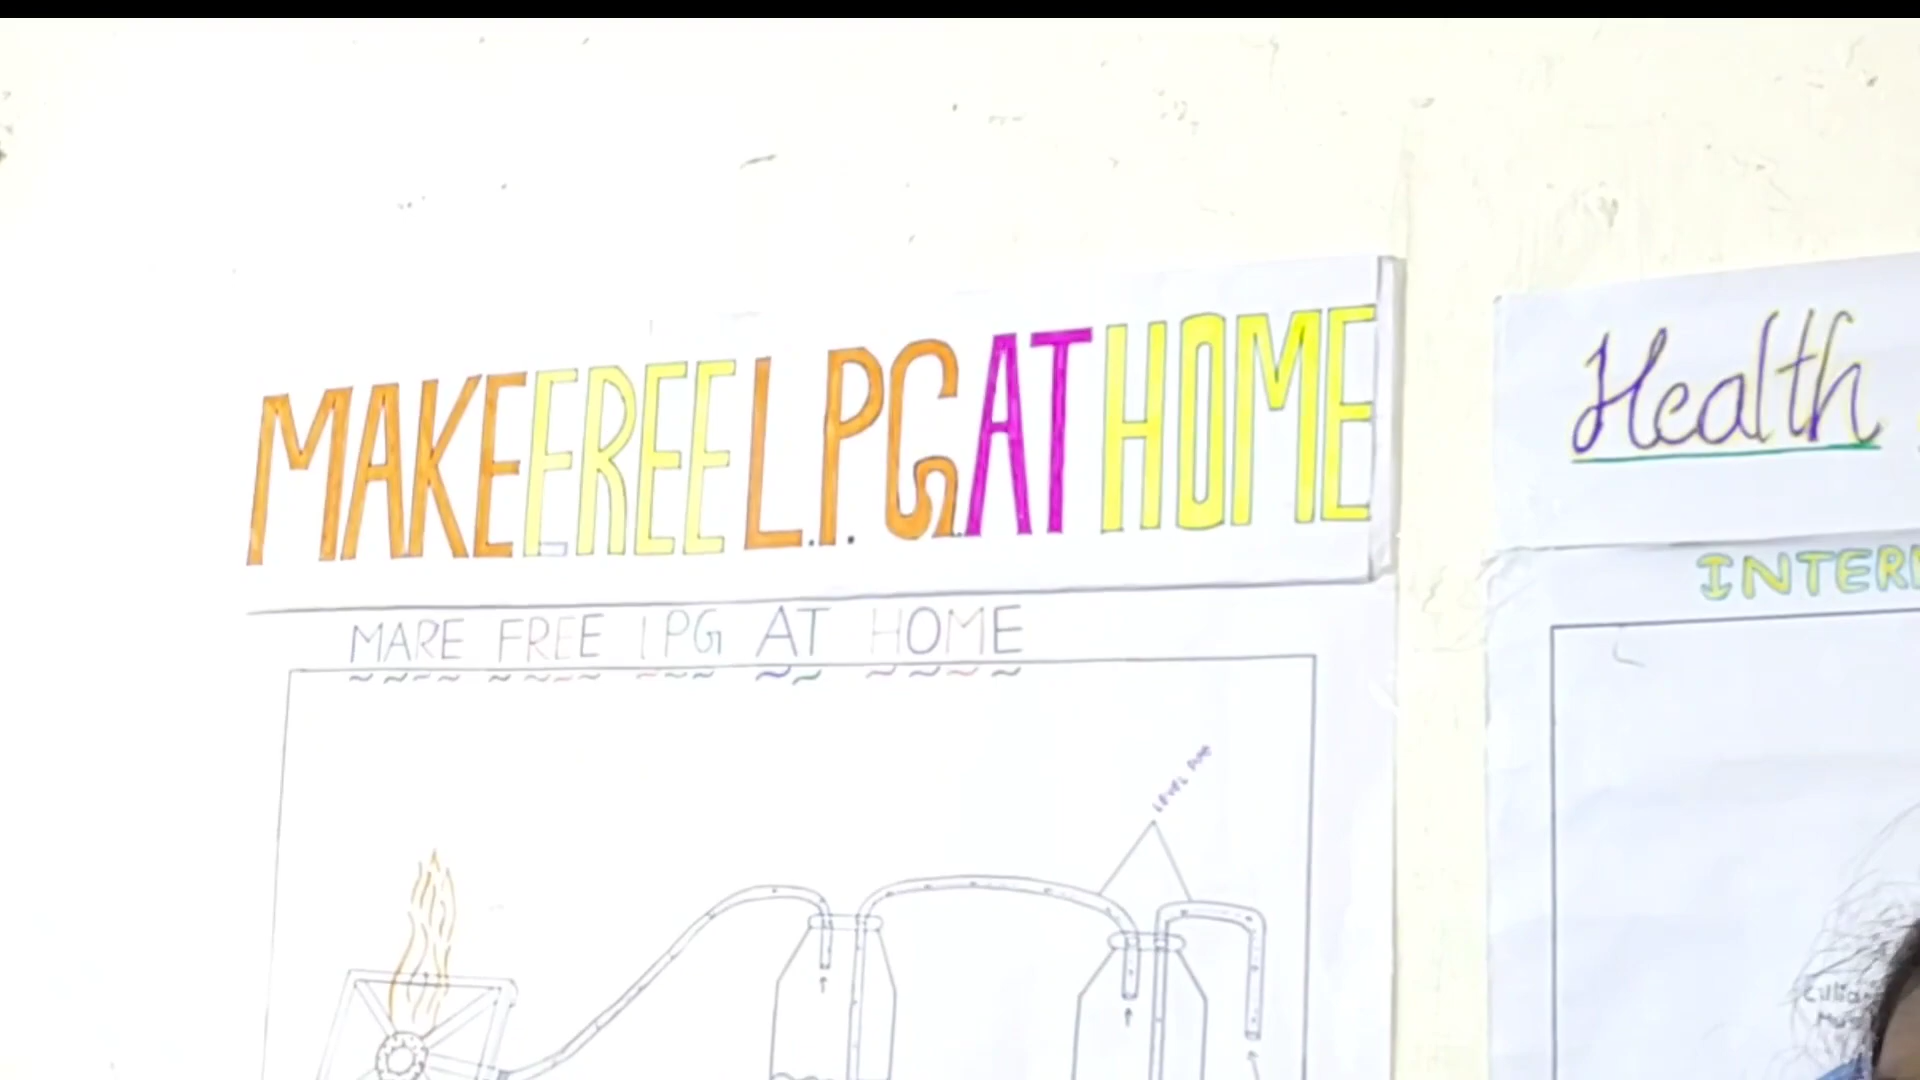 MAKE FREE L.P.G. AT HOME
MARE FREE LPG AT HOME
Health
INTER